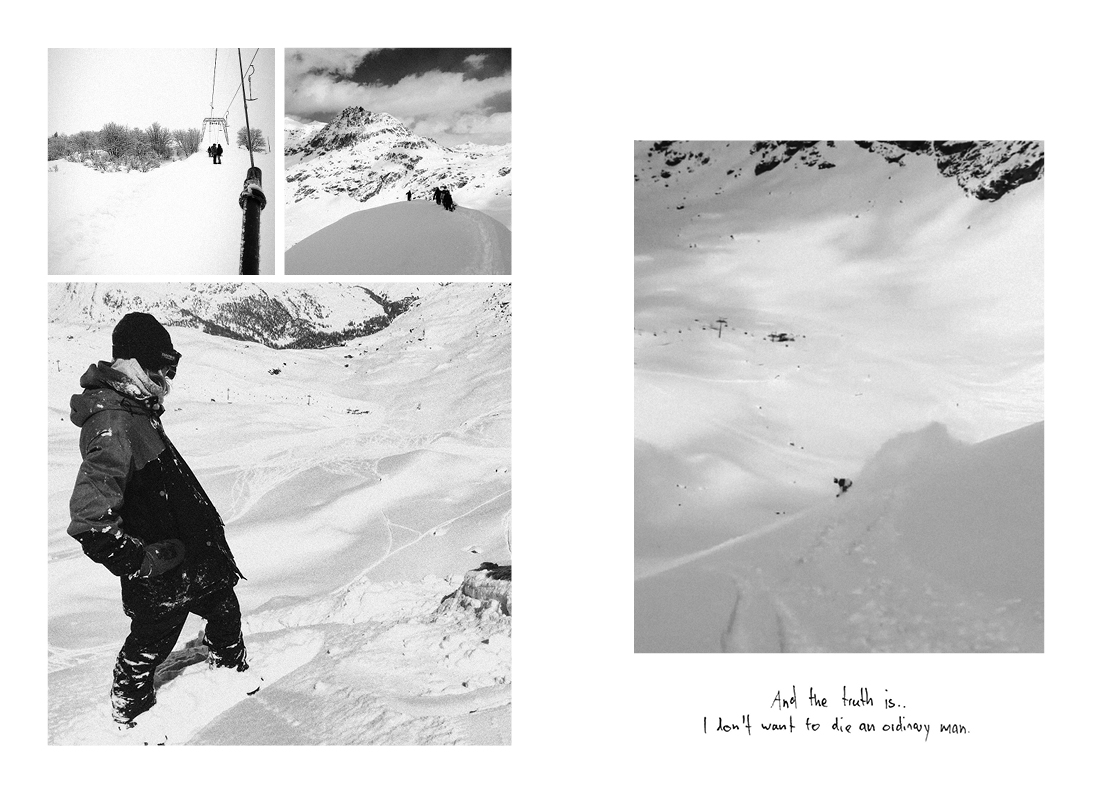 And the truth is..
I don't want to die an ordinary man.